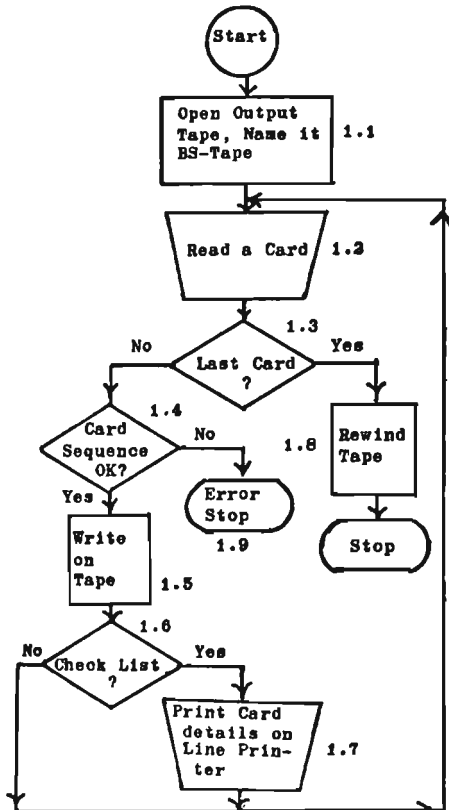 Start
Open Output
Tape, Name it
BS-Tape
1.1
Read a Card
1.2
1.3
No
Last Card
?
Yes
1.4
Card
Sequence
OK?
No
Yes
Error
Stop
1.9
1.8
Rewind
Tape
Stop
Write
on
Tape
1.5
1.6
No
Check List
?
Yes
Print Card
details on
Line Prin-
ter
1.7